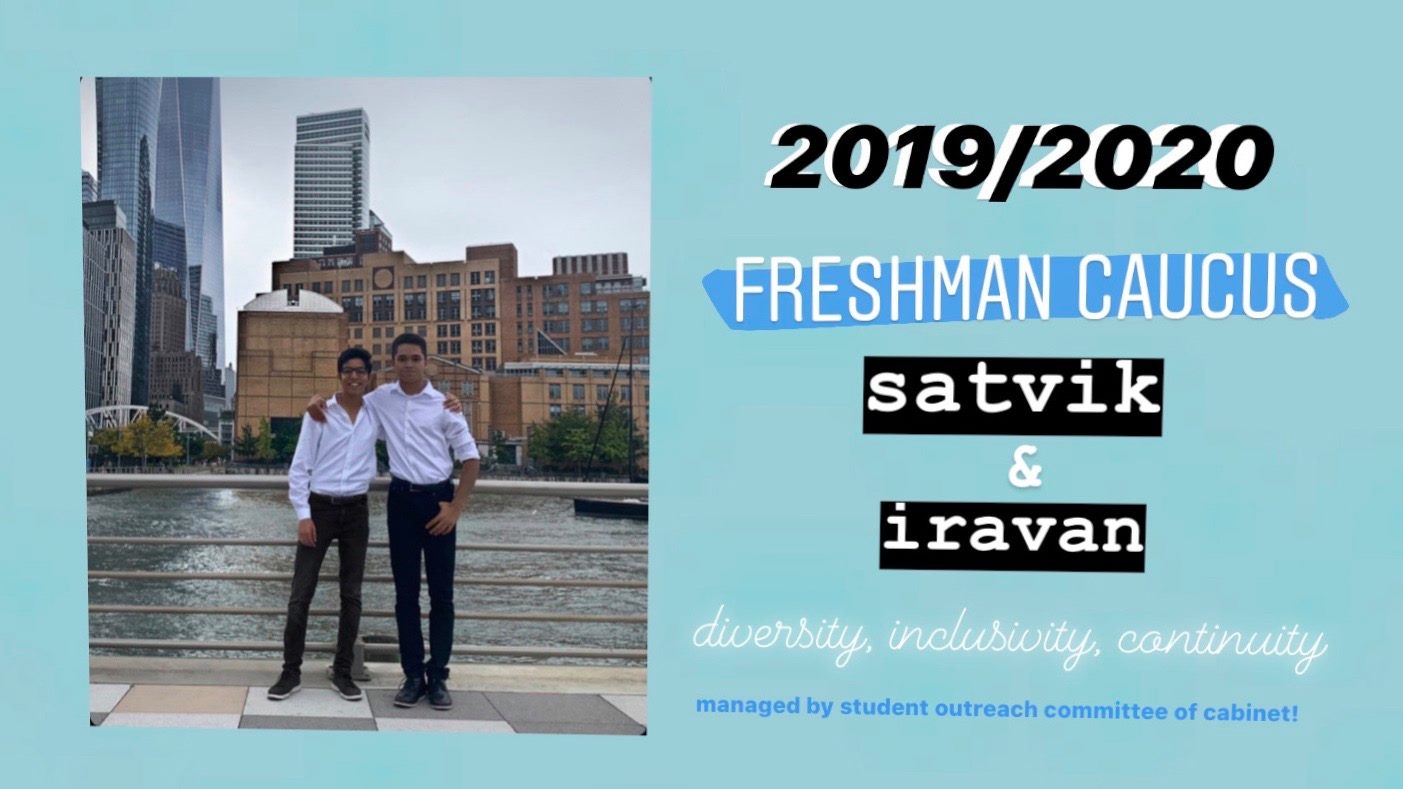 2019/2020
FRESHMAN CAUCUS
satvik
&
iravan
diversity, inclusivity, continuity
managed by student outreach committee of cabinet!